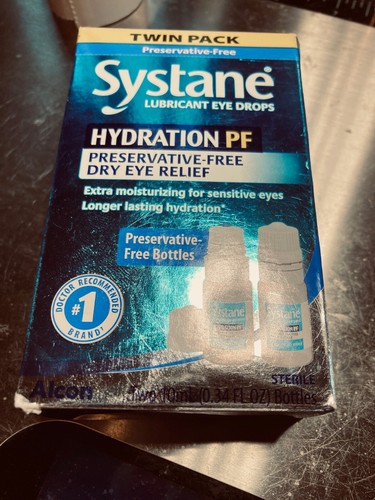 TWIN PACK
Preservative-Free
Systane®
LUBRICANT EYE DROPS
HYDRATION PF
PRESERVATIVE-FREE
DRY EYE RELIEF
Extra moisturizing for sensitive eyes
Longer lasting hydration*
Preservative-
Free Bottles
DOCTOR RECOMMENDED
#1
BRAND†
Systane
Systane
STERILE
Alcon
Two 10mL (0.34 FL OZ) Bottles